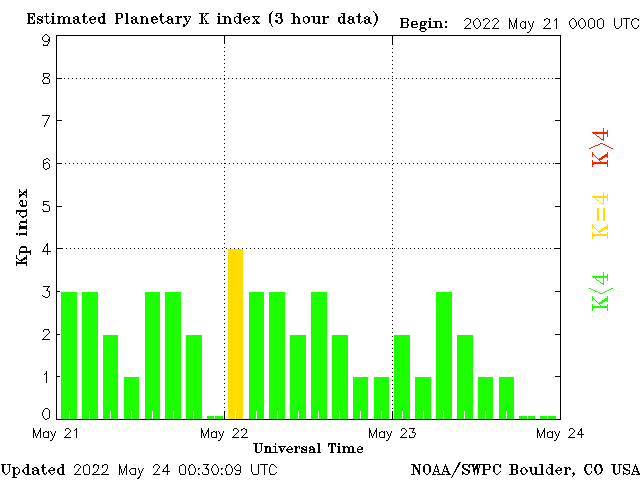 Estimated Planetary K index (3 hour data) Begin: 2022 May 21 0000 UTC
9
8
7
6
5
4
3
2
1
0
Kp index
K>4
K=4
K<4
May 21 May 22 May 23 May 24
Universal Time
Updated 2022 May 24 00:30:09 UTC NOAA/SWPC Boulder, CO USA